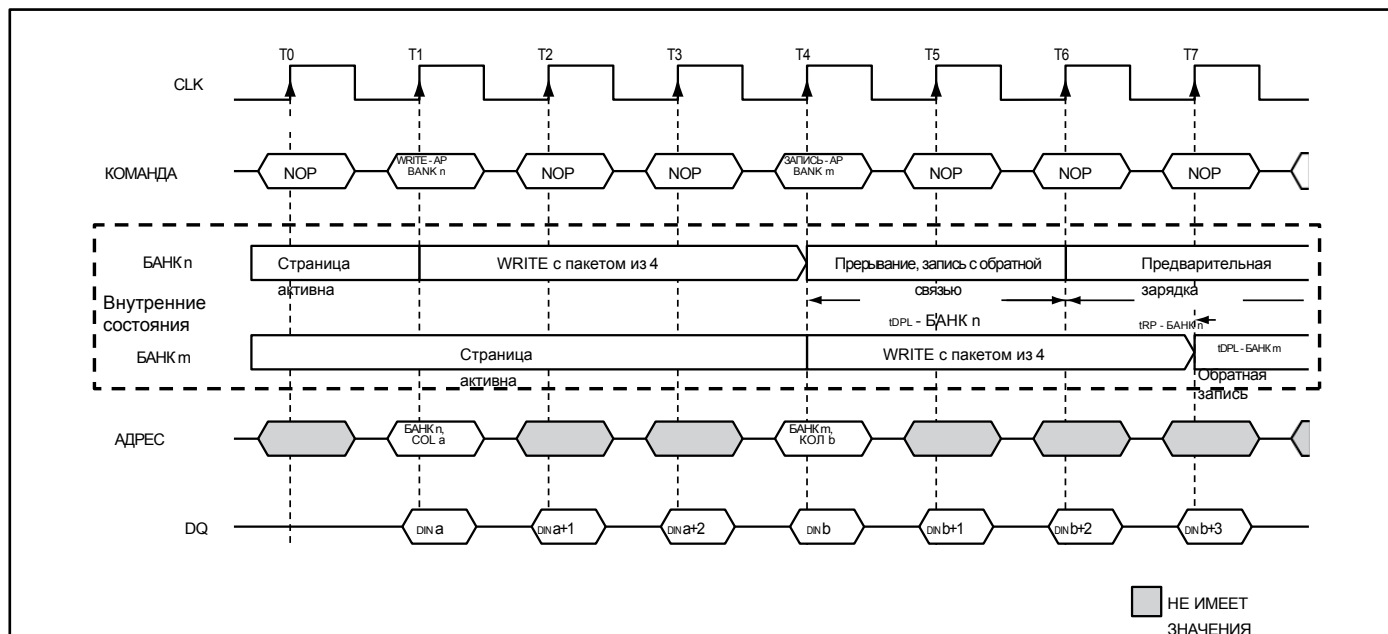 T0 T1 T2 T3 T4 T5 T6 T7
CLK
КОМАНДА
NOP
WRITE - AP
BANK n
NOP
NOP
ЗАПИСЬ - AP
BANK m
NOP
NOP
NOP
БАНК n
Страница
активна
WRITE с пакетом из 4
Прерывание, запись с обратной
связью
Предварительная
зарядка
Внутренние
состояния
tDPL - БАНК n
tRP - БАНК n
БАНК m
Страница
активна
WRITE с пакетом из 4
tDPL - БАНК m
Обратная
запись
АДРЕС
БАНК n,
COL a
БАНК m,
КОЛ b
DQ
DIN a
DIN a+1
DIN a+2
DIN b
DIN b+1
DIN b+2
DIN b+3
НЕ ИМЕЕТ
ЗНАЧЕНИЯ